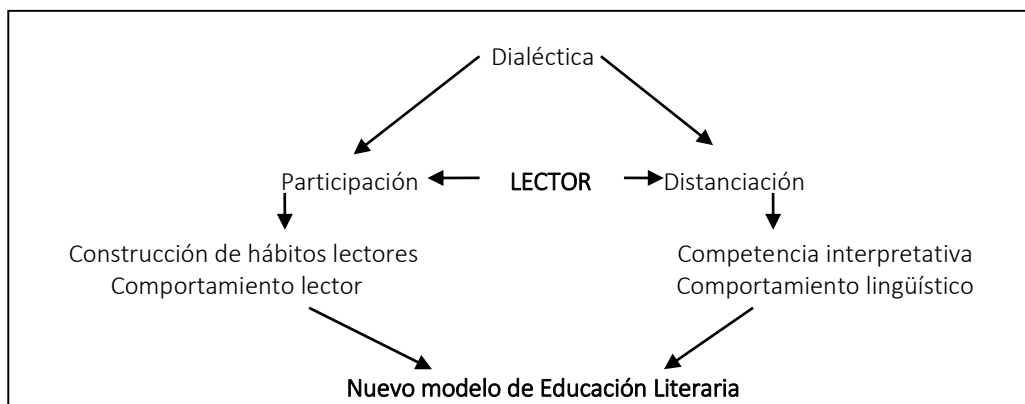 Dialéctica
Participación LECTOR Distanciación
Construcción de hábitos lectores
Comportamiento lector
Competencia interpretativa
Comportamiento lingüístico
Nuevo modelo de Educación Literaria